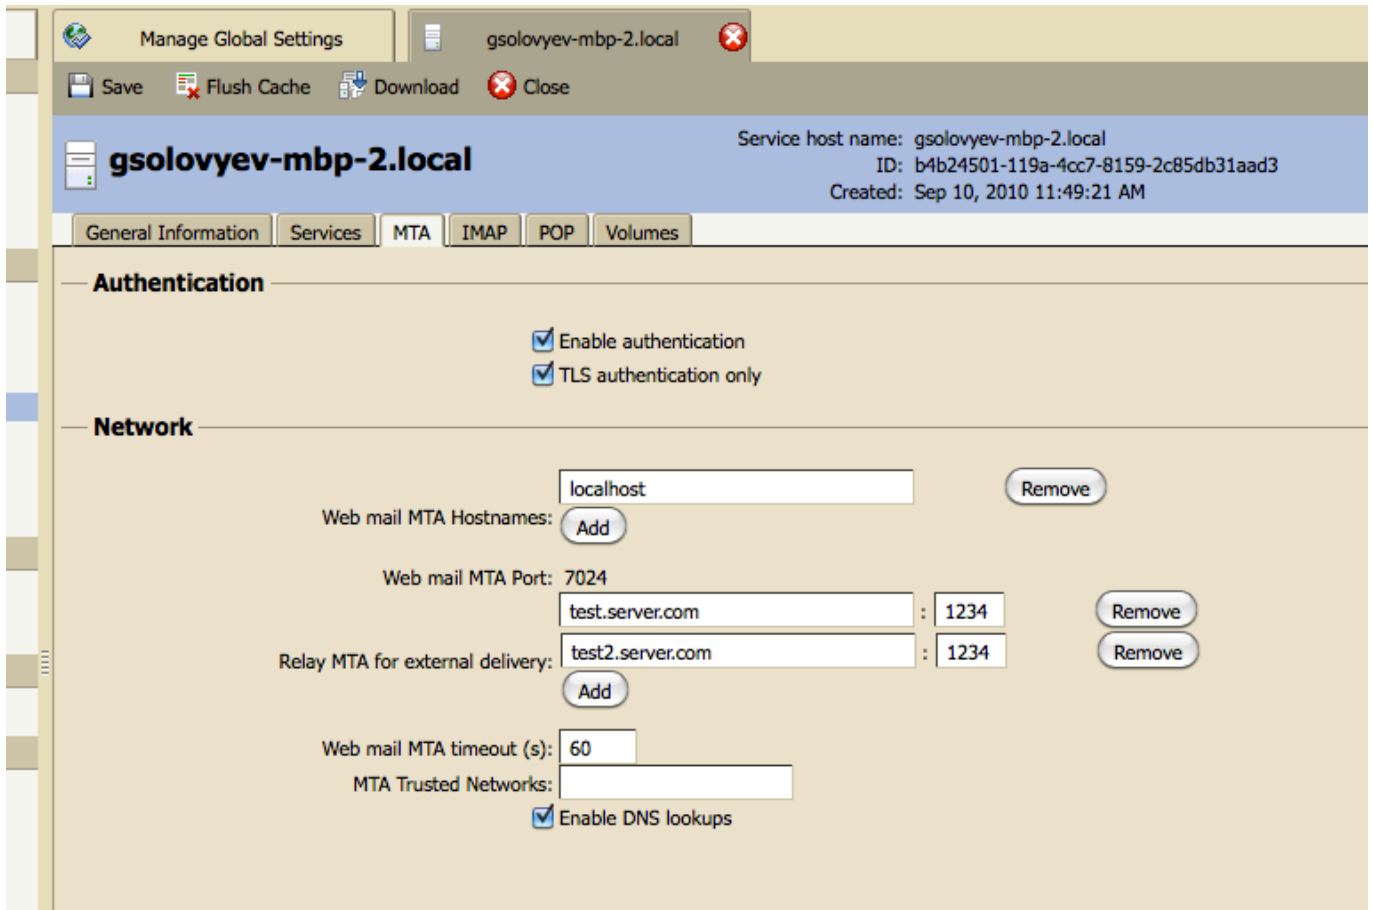 Manage Global Settings gsolovyev-mbp-2.local
Save Flush Cache Download Close
gsolovyev-mbp-2.local
Service host name: gsolovyev-mbp-2.local
ID: b4b24501-119a-4cc7-8159-2c85db31aad3
Created: Sep 10, 2010 11:49:21 AM
General Information Services MTA IMAP POP Volumes
Authentication
Enable authentication
TLS authentication only
Network
localhost Remove
Web mail MTA Hostnames: Add
Web mail MTA Port: 7024
test.server.com : 1234 Remove
Relay MTA for external delivery: test2.server.com : 1234 Remove
Add
Web mail MTA timeout (s): 60
MTA Trusted Networks:
Enable DNS lookups